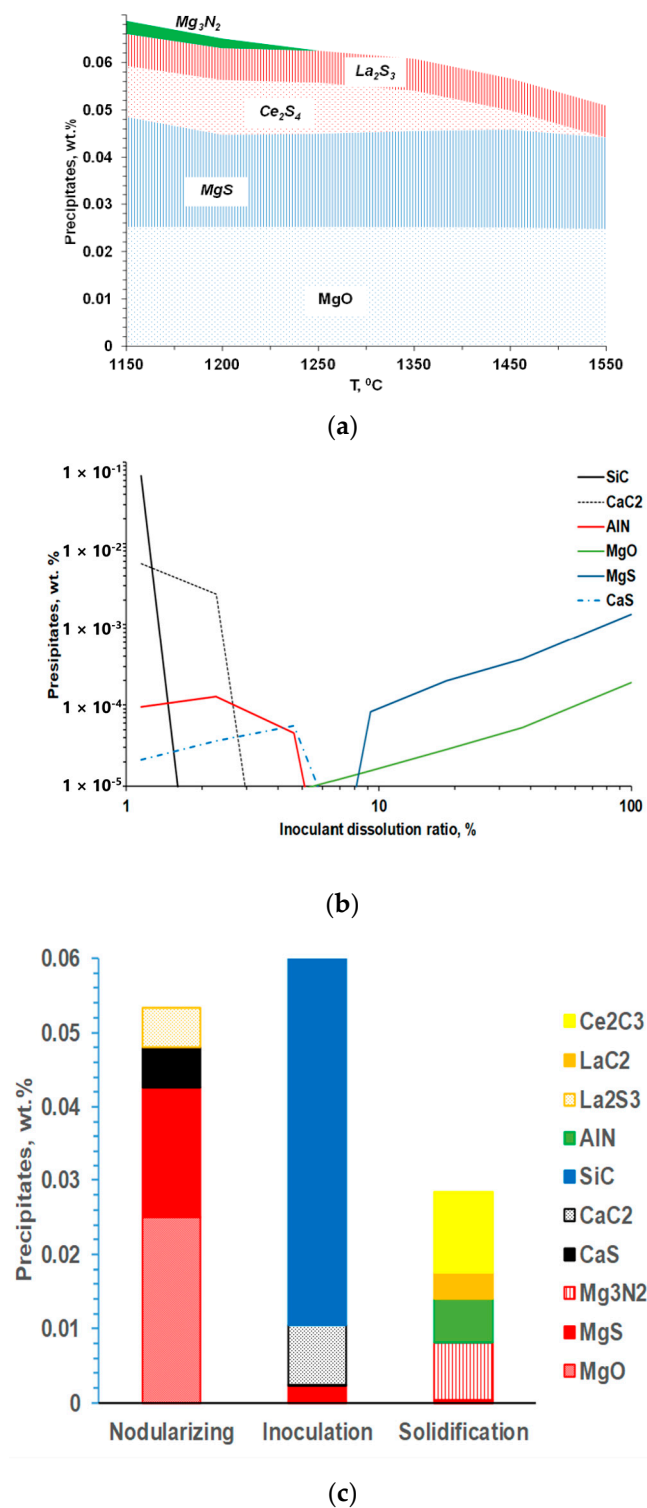 Mg3N2
0.06
La2S3
0.05
Ce2S4
0.04
Precipitates, wt.%
0.03
MgS
0.02
0.01
MgO
0
1150 1200 1250 1350 1450 1550
T, ⁰C
(a)
1 × 10⁻¹
SiC
CaC2
1 × 10⁻²
AlN
MgO
MgS
Presipitates, wt. %
1 × 10⁻³
CaS
1 × 10⁻⁴
1 × 10⁻⁵
1 10 100
Inoculant dissolution ratio, %
(b)
0.06
0.05
0.04
0.03
0.02
0.01
0
Precipitates, wt.%
Ce2C3
LaC2
La2S3
AlN
SiC
CaC2
CaS
Mg3N2
MgS
MgO
Nodularizing Inoculation Solidification
(c)